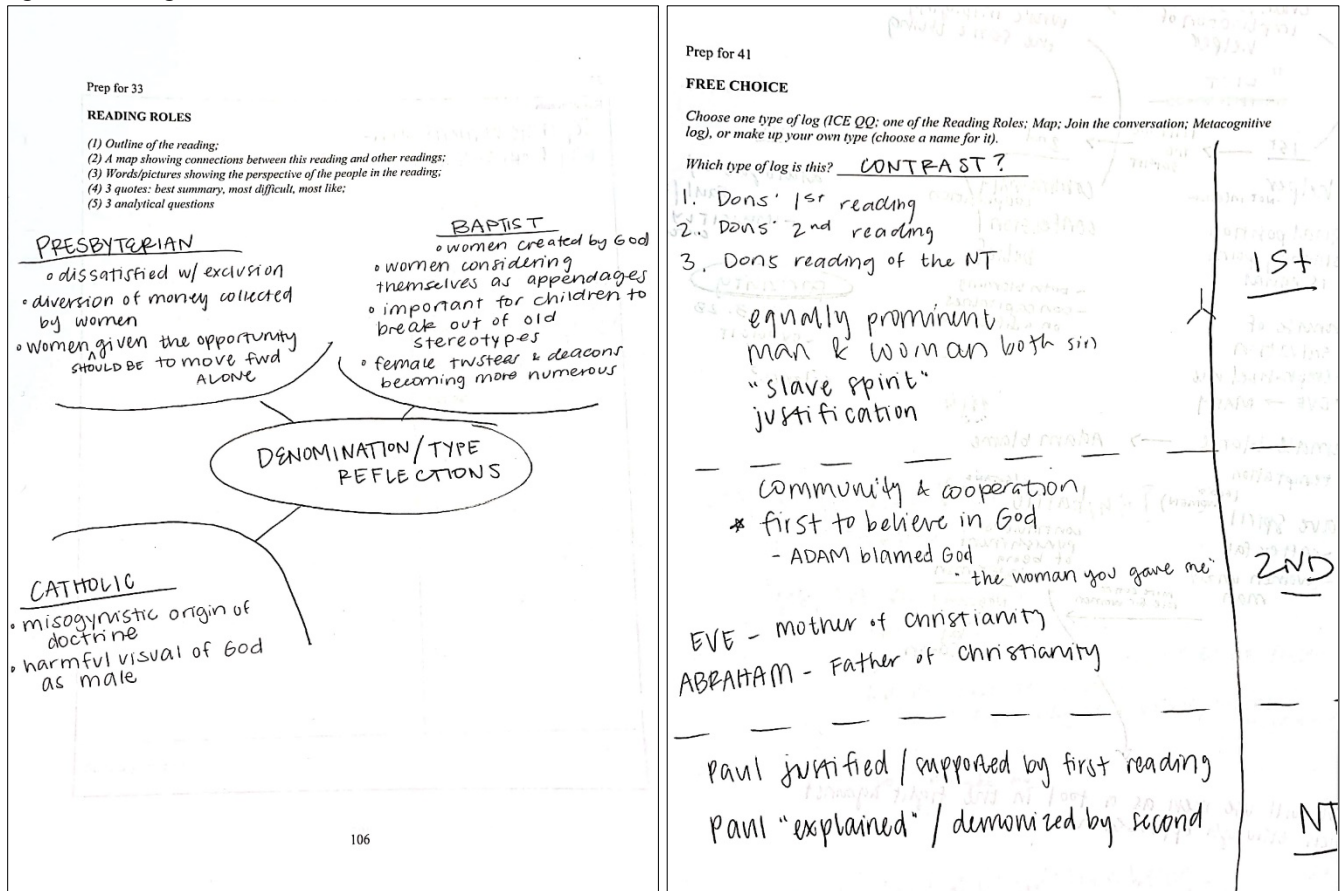 Prep for 33
READING ROLES
(1) Outline of the reading;
(2) A map showing connections between this reading and other readings;
(3) Words/pictures showing the perspective of the people in the reading;
(4) 3 quotes: best summary, most difficult, most like;
(5) 3 analytical questions
PRESBYTERIAN
dissatisfied w/ exclusion
diversion of money collected
by women
women given the opportunity
SHOULD BE to move fwd
ALONE
BAPTIST
women created by God
women considering
themselves as appendages
important for children to
break out of old
stereotypes
female trustees & deacons
becoming more numerous
DENOMINATION/TYPE
REFLECTIONS
CATHOLIC
misogynistic origin of
doctrine
harmful visual of God
as male
106
Prep for 41
FREE CHOICE
Choose one type of log (ICE QQ; one of the Reading Roles; Map; Join the conversation; Metacognitive
log), or make up your own type (choose a name for it).
Which type of log is this? CONTRAST?
1. Dons' 1st reading
2. Dons' 2nd reading
3. Dons reading of the NT
1St
equally prominent
man & woman both sin
"slave spirit"
justification
community & cooperation
* first to believe in God
- ADAM blamed God
"the woman you gave me"
2ND
EVE - mother of Christianity
ABRAHAM - Father of Christianity
Paul justified / supported by first reading
Paul "explained" / demonized by second
NT